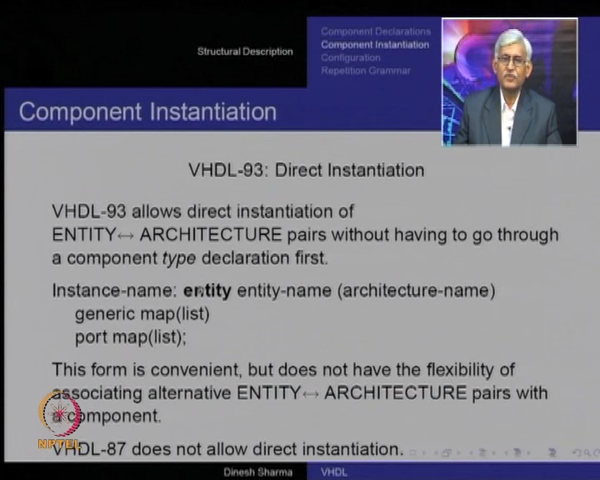 Structural Description
Component Declarations
Component Instantiation
Configuration
Repetition Grammar
Component Instantiation
VHDL-93: Direct Instantiation
VHDL-93 allows direct instantiation of
ENTITY↔ ARCHITECTURE pairs without having to go through
a component type declaration first.
Instance-name: entity entity-name (architecture-name)
generic map(list)
port map(list);
This form is convenient, but does not have the flexibility of
associating alternative ENTITY↔ ARCHITECTURE pairs with
a component.
NPTEL
VHDL-87 does not allow direct instantiation.
Dinesh Sharma
VHDL